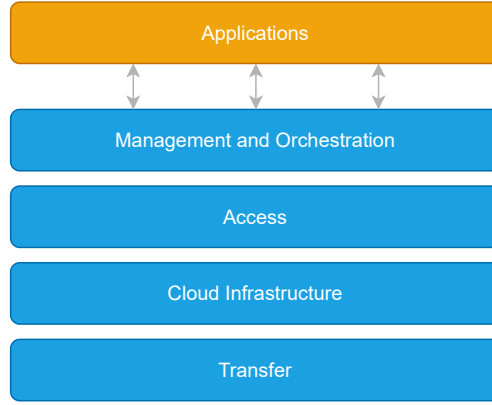 Applications
Management and Orchestration
Access
Cloud Infrastructure
Transfer